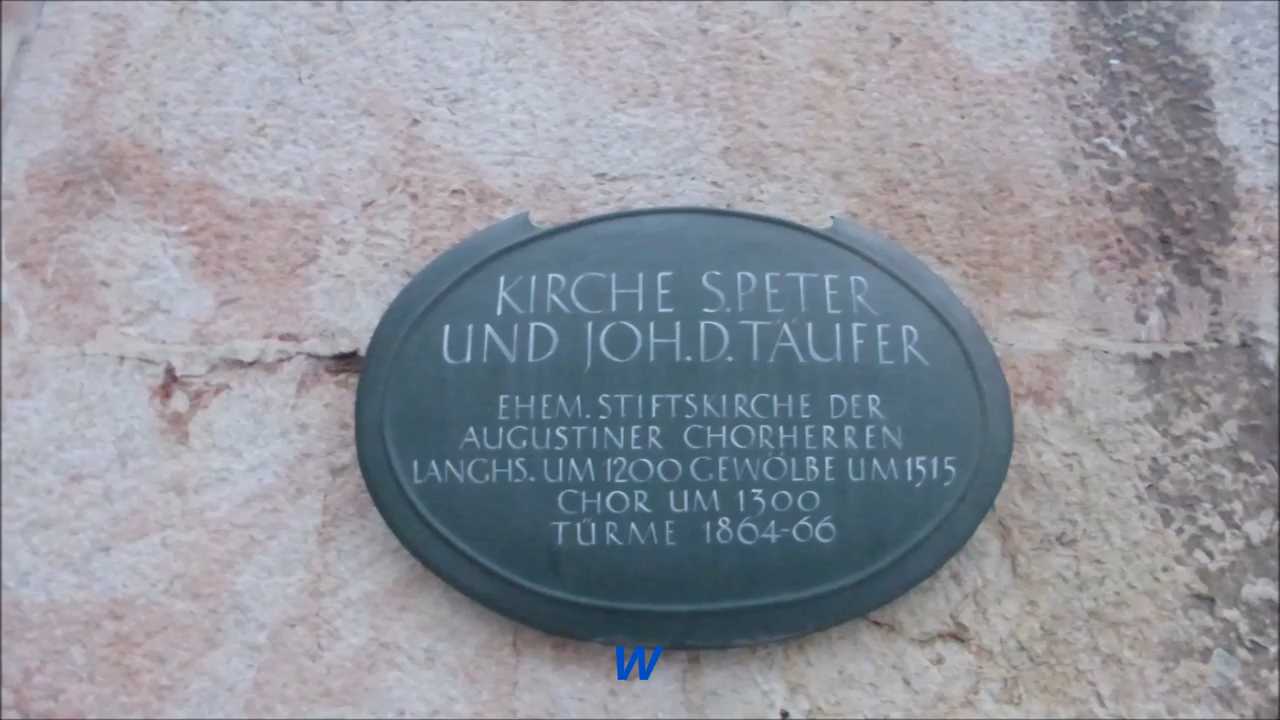 KIRCHE S.PETER
UND JOH.D.TÄUFER
EHEM. STIFTSKIRCHE DER
AUGUSTINER CHORHERREN
LANGHS. UM 1200 GEWÖLBE UM 1515
CHOR UM 1300
TÜRME 1864-66
W